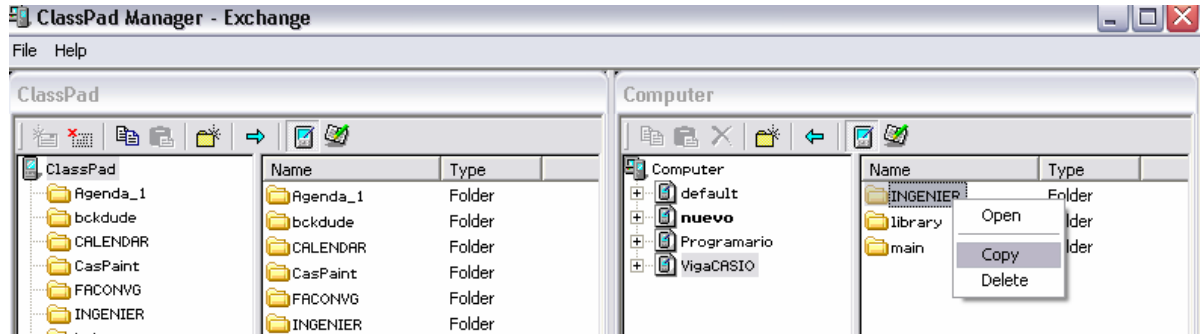 ClassPad Manager - Exchange
File Help
ClassPad
ClassPad
Agenda_1
bckdude
CALENDAR
CasPaint
FACONVG
INGENIER
Name Type
Agenda_1 Folder
bckdude Folder
CALENDAR Folder
CasPaint Folder
FACONVG Folder
INGENIER Folder
Computer
Computer
default
nuevo
Programario
VigaCASIO
Name Type
INGENIER Folder
library lder
main lder
Open
Copy
Delete